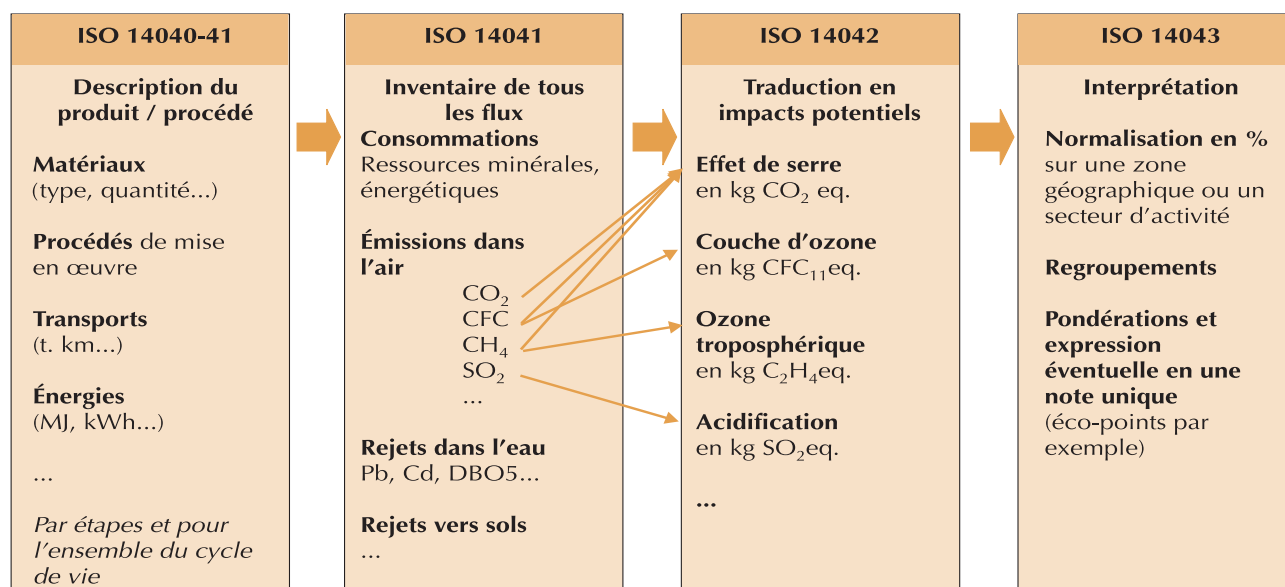 ISO 14040-41
Description du
produit / procédé
Matériaux
(type, quantité...)
Procédés de mise
en œuvre
Transports
(t. km...)
Énergies
(MJ, kWh...)
...
Par étapes et pour
l'ensemble du cycle
de vie
ISO 14041
Inventaire de tous
les flux
Consommations
Ressources minérales,
énergétiques
Émissions dans
l'air
CO₂
CFC
CH₄
SO₂
...
Rejets dans l'eau
Pb, Cd, DBO5...
Rejets vers sols
...
ISO 14042
Traduction en
impacts potentiels
Effet de serre
en kg CO₂ eq.
Couche d'ozone
en kg CFC₁₁eq.
Ozone
troposphérique
en kg C₂H₄eq.
Acidification
en kg SO₂eq.
...
ISO 14043
Interprétation
Normalisation en %
sur une zone
géographique ou un
secteur d'activité
Regroupements
Pondérations et
expression
éventuelle en une
note unique
(éco-points par
exemple)